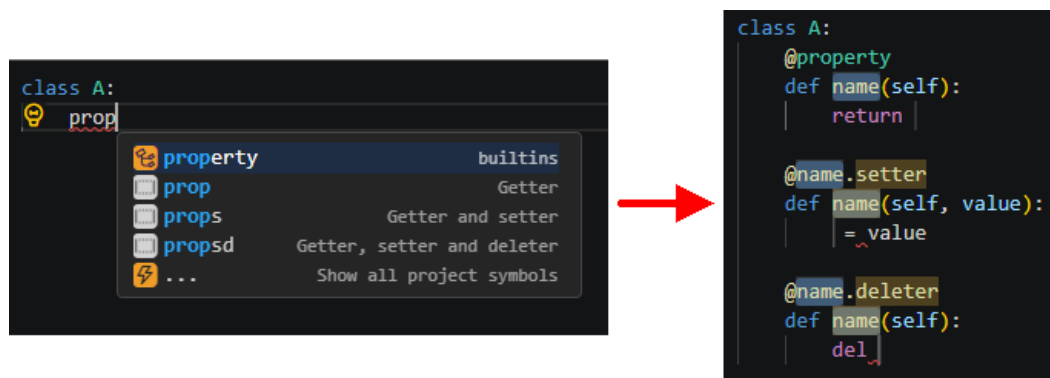 class A:
prop
property builtins
prop Getter
props Getter and setter
propsd Getter, setter and deleter
... Show all project symbols
class A:
@property
def name(self):
return
@name.setter
def name(self, value):
= value
@name.deleter
def name(self):
del